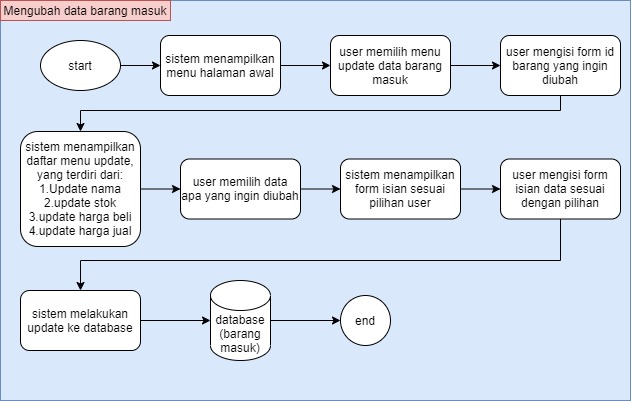 Mengubah data barang masuk
start
sistem menampilkan
menu halaman awal
user memilih menu
update data barang
masuk
user mengisi form id
barang yang ingin
diubah
sistem menampilkan
daftar menu update,
yang terdiri dari:
1.Update nama
2.update stok
3.update harga beli
4.update harga jual
user memilih data
apa yang ingin diubah
sistem menampilkan
form isian sesuai
pilihan user
user mengisi form
isian data sesuai
dengan pilihan
sistem melakukan
update ke database
database
(barang
masuk)
end